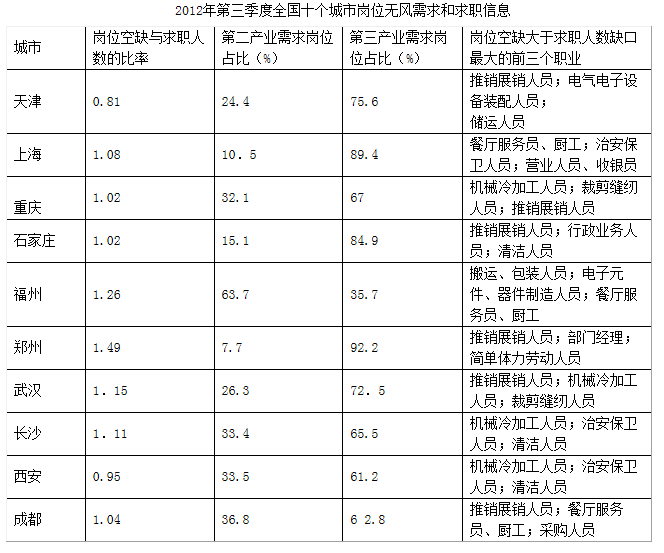 2012年第三季度全国十个城市岗位无风需求和求职信息
城市 岗位空缺与求职人数的比率 第二产业需求岗位占比（%） 第三产业需求岗位占比（%） 岗位空缺大于求职人数缺口最大的前三个职业
天津 0.81 24.4 75.6 推销展销人员；电气电子设备装配人员；储运人员
上海 1.08 10．5 89.4 餐厅服务员、厨工；治安保卫人员；营业人员、收银员
重庆 1.02 32.1 67 机械冷加工人员；裁剪缝纫人员；推销展销人员
石家庄 1.02 15.1 84.9 推销展销人员；行政业务人员；清洁人员
福州 1.26 63.7 35.7 搬运、包装人员；电子元件、器件制造人员；餐厅服务员、厨工
郑州 1.49 7.7 92.2 推销展销人员；部门经理；简单体力劳动人员
武汉 1．15 26.3 72．5 推销展销人员；机械冷加工人员；裁剪缝纫人员
长沙 1．11 33.4 65.5 机械冷加工人员；治安保卫人员；清洁人员
西安 0.95 33.5 61.2 机械冷加工人员；治安保卫人员；清洁人员
成都 1.04 36.8 6 2.8 推销展销人员；餐厅服务员、厨工；采购人员